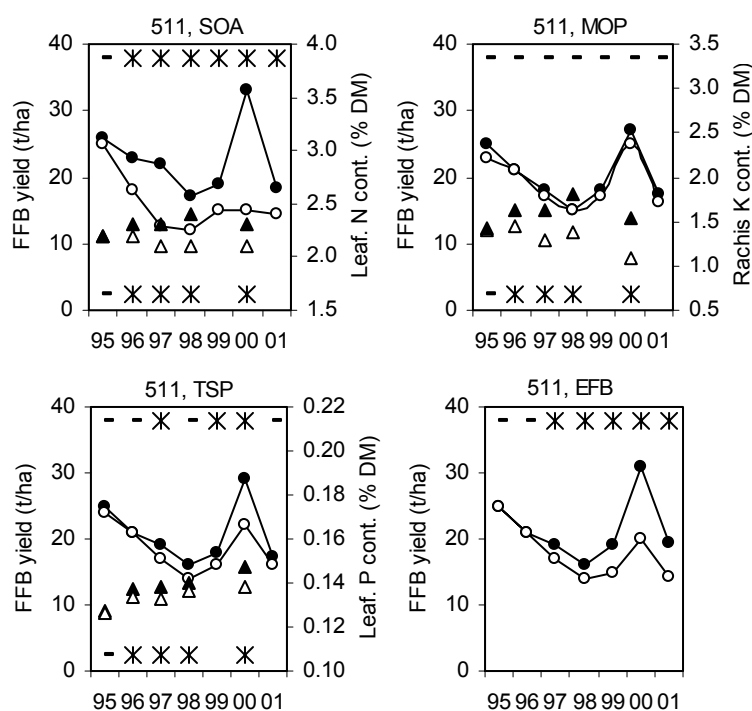 511, SOA
40
30
20
10
0
FFB yield (t/ha)
4.0
3.5
3.0
2.5
2.0
1.5
Leaf. N cont. (% DM)
95 96 97 98 99 00 01
511, MOP
40
30
20
10
0
FFB yield (t/ha)
3.5
3.0
2.5
2.0
1.5
1.0
0.5
Rachis K cont. (% DM)
95 96 97 98 99 00 01
511, TSP
40
30
20
10
0
FFB yield (t/ha)
0.22
0.20
0.18
0.16
0.14
0.12
0.10
Leaf. P cont. (% DM)
95 96 97 98 99 00 01
511, EFB
40
30
20
10
0
FFB yield (t/ha)
95 96 97 98 99 00 01